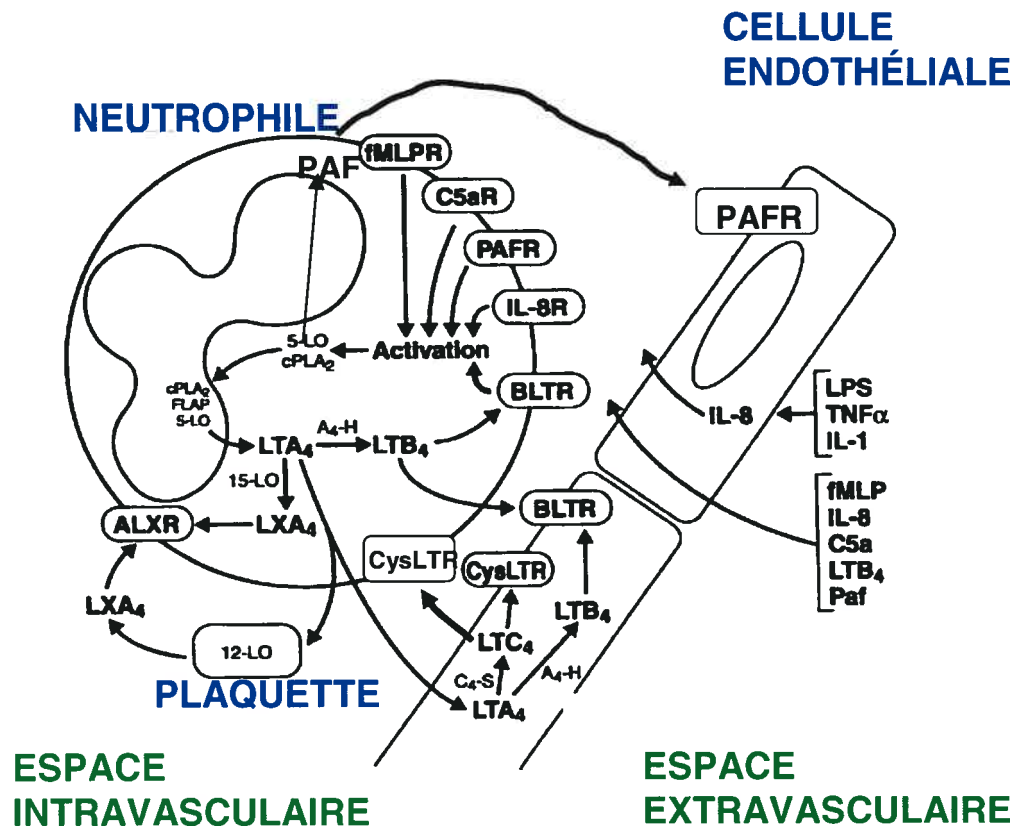 CELLULE
ENDOTHÉLIALE
NEUTROPHILE
PAF
fMLPR
C5aR
PAFR
PAFR
IL-8R
5-LO
cPLA2
Activation
BLTR
cPLA2
FLAP
5-LO
IL-8
LPS
TNFα
IL-1
LTA4
A4-H
LTB4
15-LO
ALXR
LXA4
BLTR
fMLP
IL-8
C5a
LTB4
Paf
CysLTR
CysLTR
LXA4
LTB4
12-LO
LTC4
PLAQUETTE
C4-S
A4-H
LTA4
ESPACE
INTRAVASCULAIRE
ESPACE
EXTRAVASCULAIRE